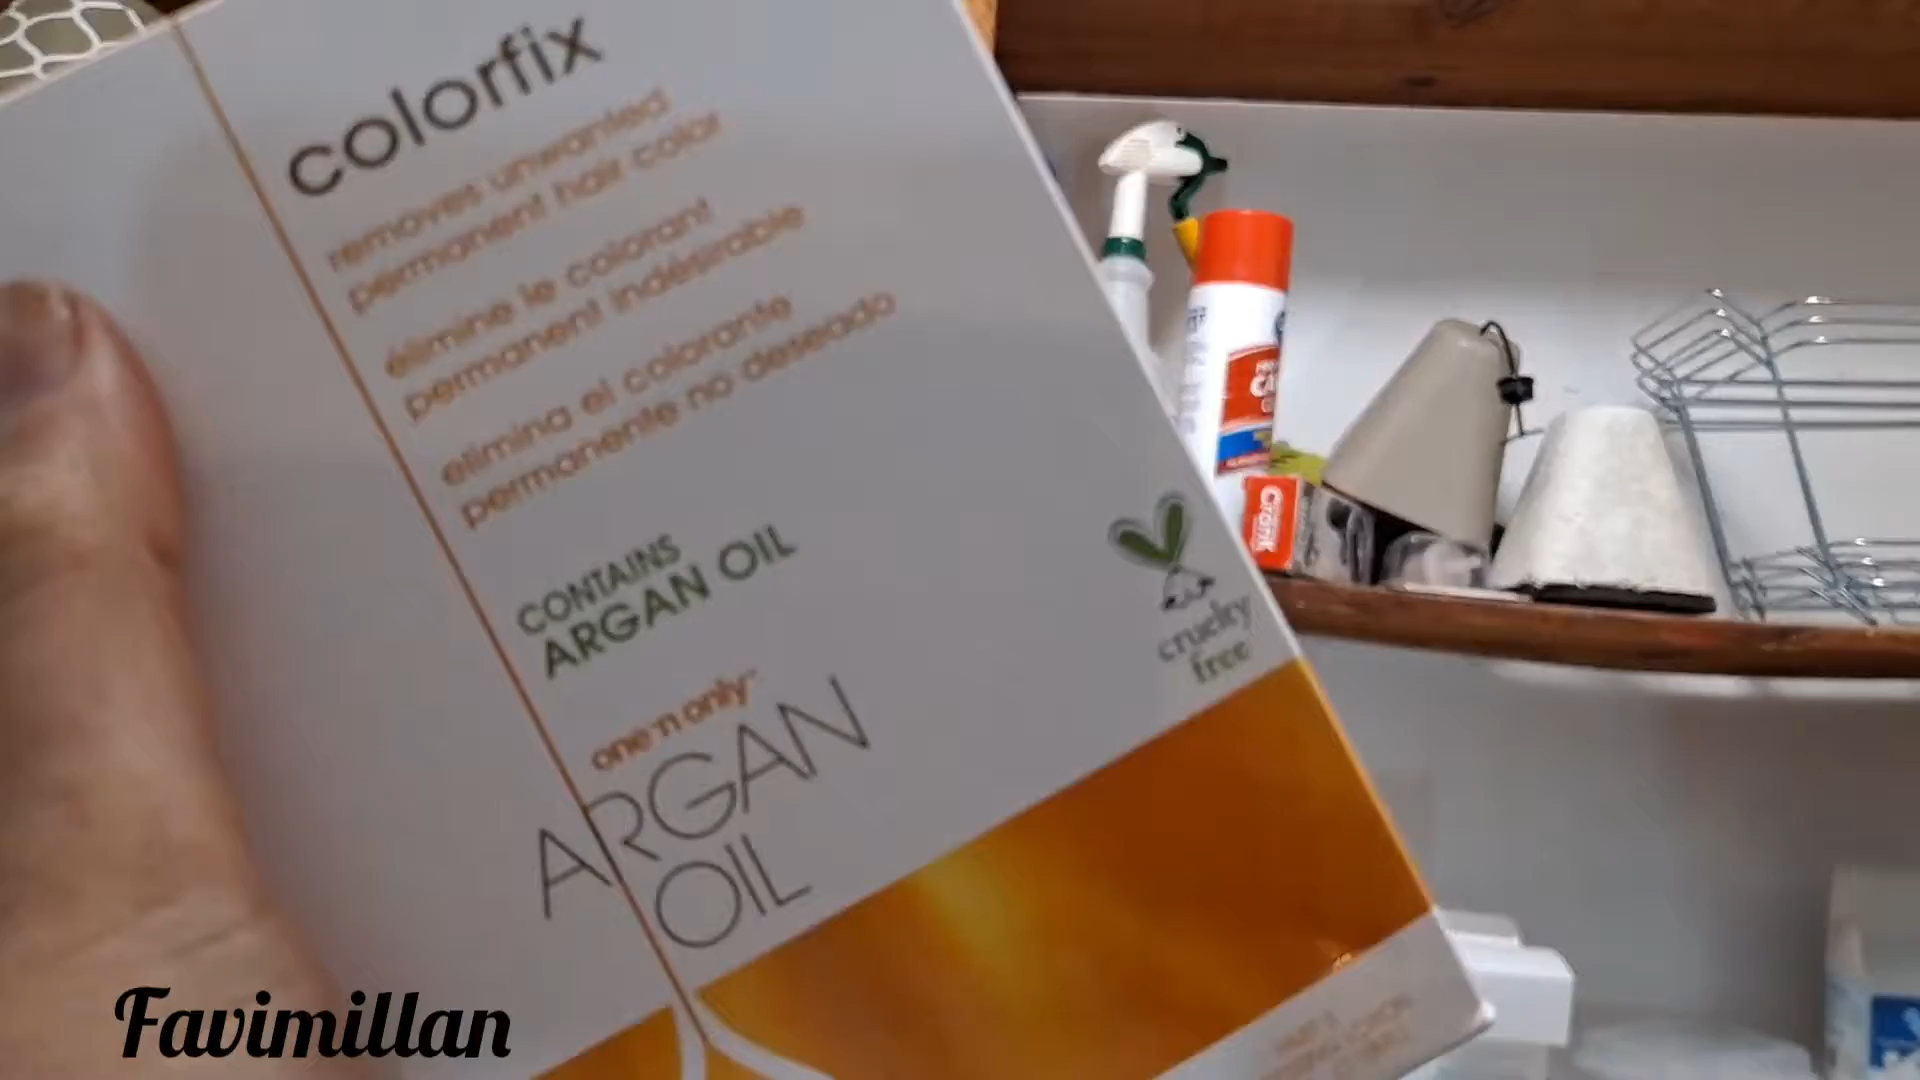 colorfix
removes unwanted
permanent hair color
élimine le colorant
permanent indésirable
elimina el colorante
permanente no deseado
CONTAINS
ARGAN OIL
one 'n only™
ARGAN
OIL
cruelty
free
Favimillan